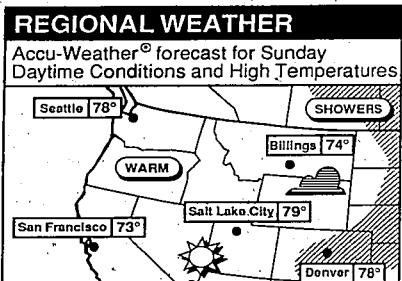 REGIONAL WEATHER
Accu-Weather® forecast for Sunday
Daytime Conditions and High Temperatures
Seattle 78°
SHOWERS
Billings 74°
WARM
Salt Lake City 79°
San Francisco 73°
Denver 78°